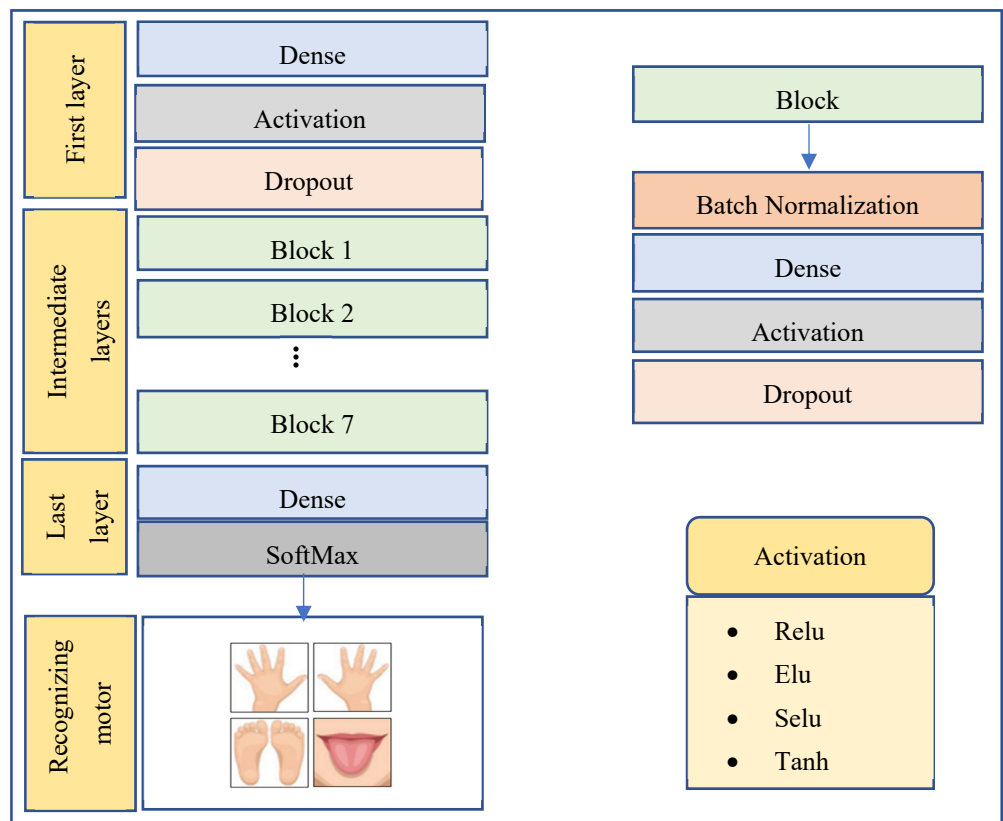 First layer
Dense
Activation
Dropout
Intermediate
layers
Block 1
Block 2
⋮
Block 7
Last
layer
Dense
SoftMax
Recognizing
motor
Block
Batch Normalization
Dense
Activation
Dropout
Activation
• Relu
• Elu
• Selu
• Tanh